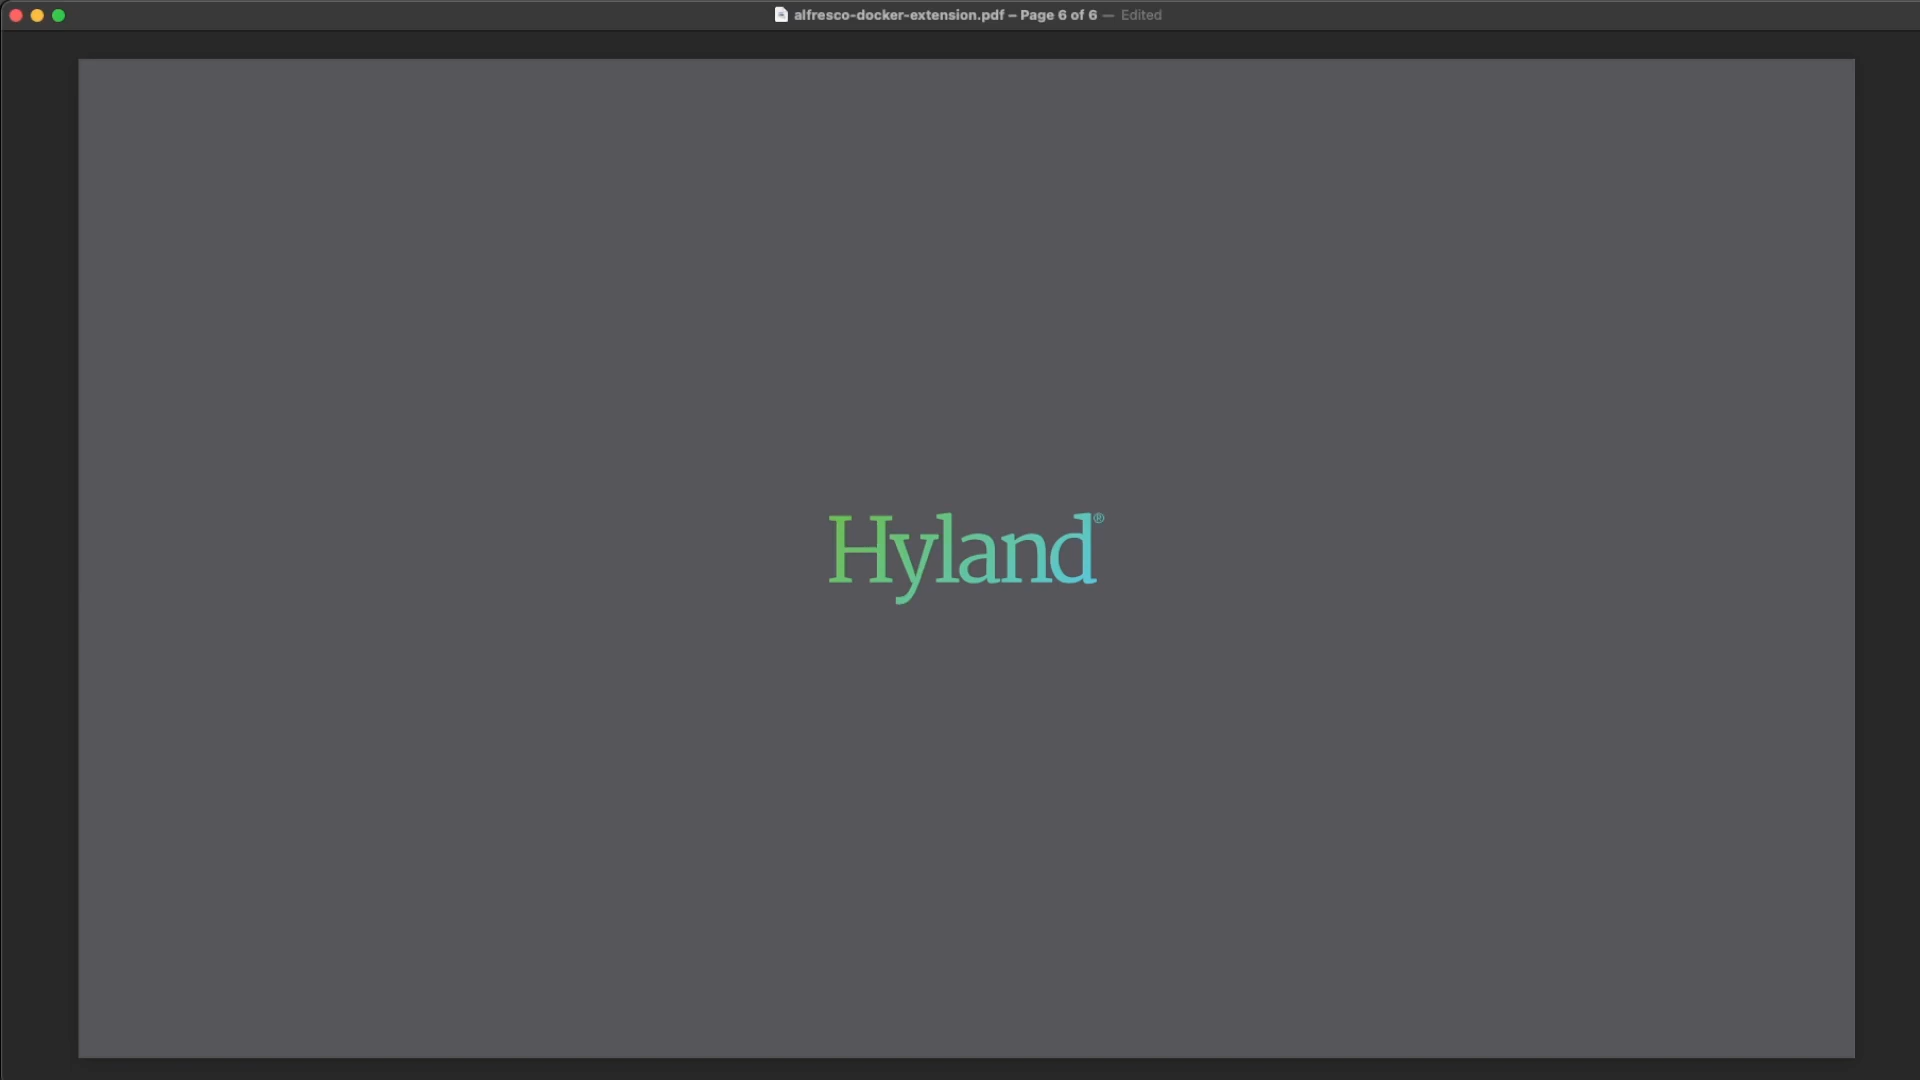 alfresco-docker-extension.pdf – Page 6 of 6 — Edited
Hyland®